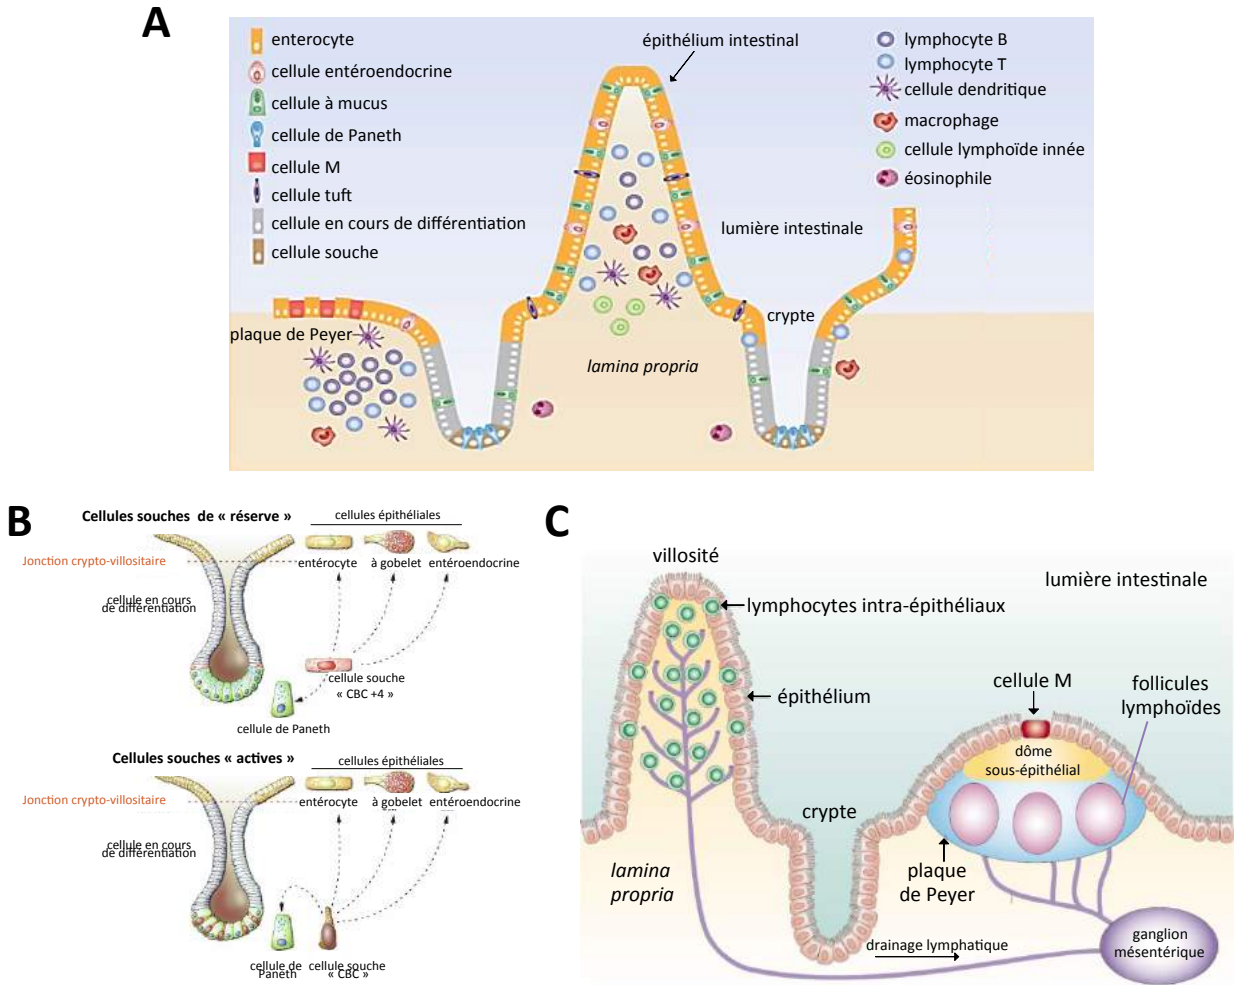 A
enterocyte
cellule entéroendocrine
cellule à mucus
cellule de Paneth
cellule M
cellule tuft
cellule en cours de différentiation
cellule souche
épithélium intestinal
lymphocyte B
lymphocyte T
cellule dendritique
macrophage
cellule lymphoïde innée
éosinophile
lumière intestinale
plaque de Peyer
crypte
lamina propria
B
Cellules souches de « réserve »
cellules épithéliales
Jonction crypto-villositaire
entérocyte
à gobelet
entéroendocrine
cellule en cours
de différentiation
cellule souche
« CBC +4 »
cellule de Paneth
Cellules souches « actives »
cellules épithéliales
Jonction crypto-villositaire
entérocyte
à gobelet
entéroendocrine
cellule en cours
de différentiation
cellule de
Paneth
cellule souche
« CBC »
C
villosité
lumière intestinale
lymphocytes intra-épithéliaux
épithélium
cellule M
follicules
lymphoïdes
dôme
sous-épithélial
crypte
plaque
de Peyer
lamina
propria
drainage lymphatique
ganglion
mésentérique